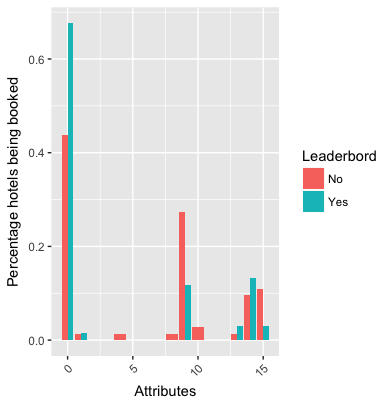 Percentage hotels being booked
0.6
0.4
0.2
0.0
0
5
10
15
Attributes
Leaderbord
No
Yes